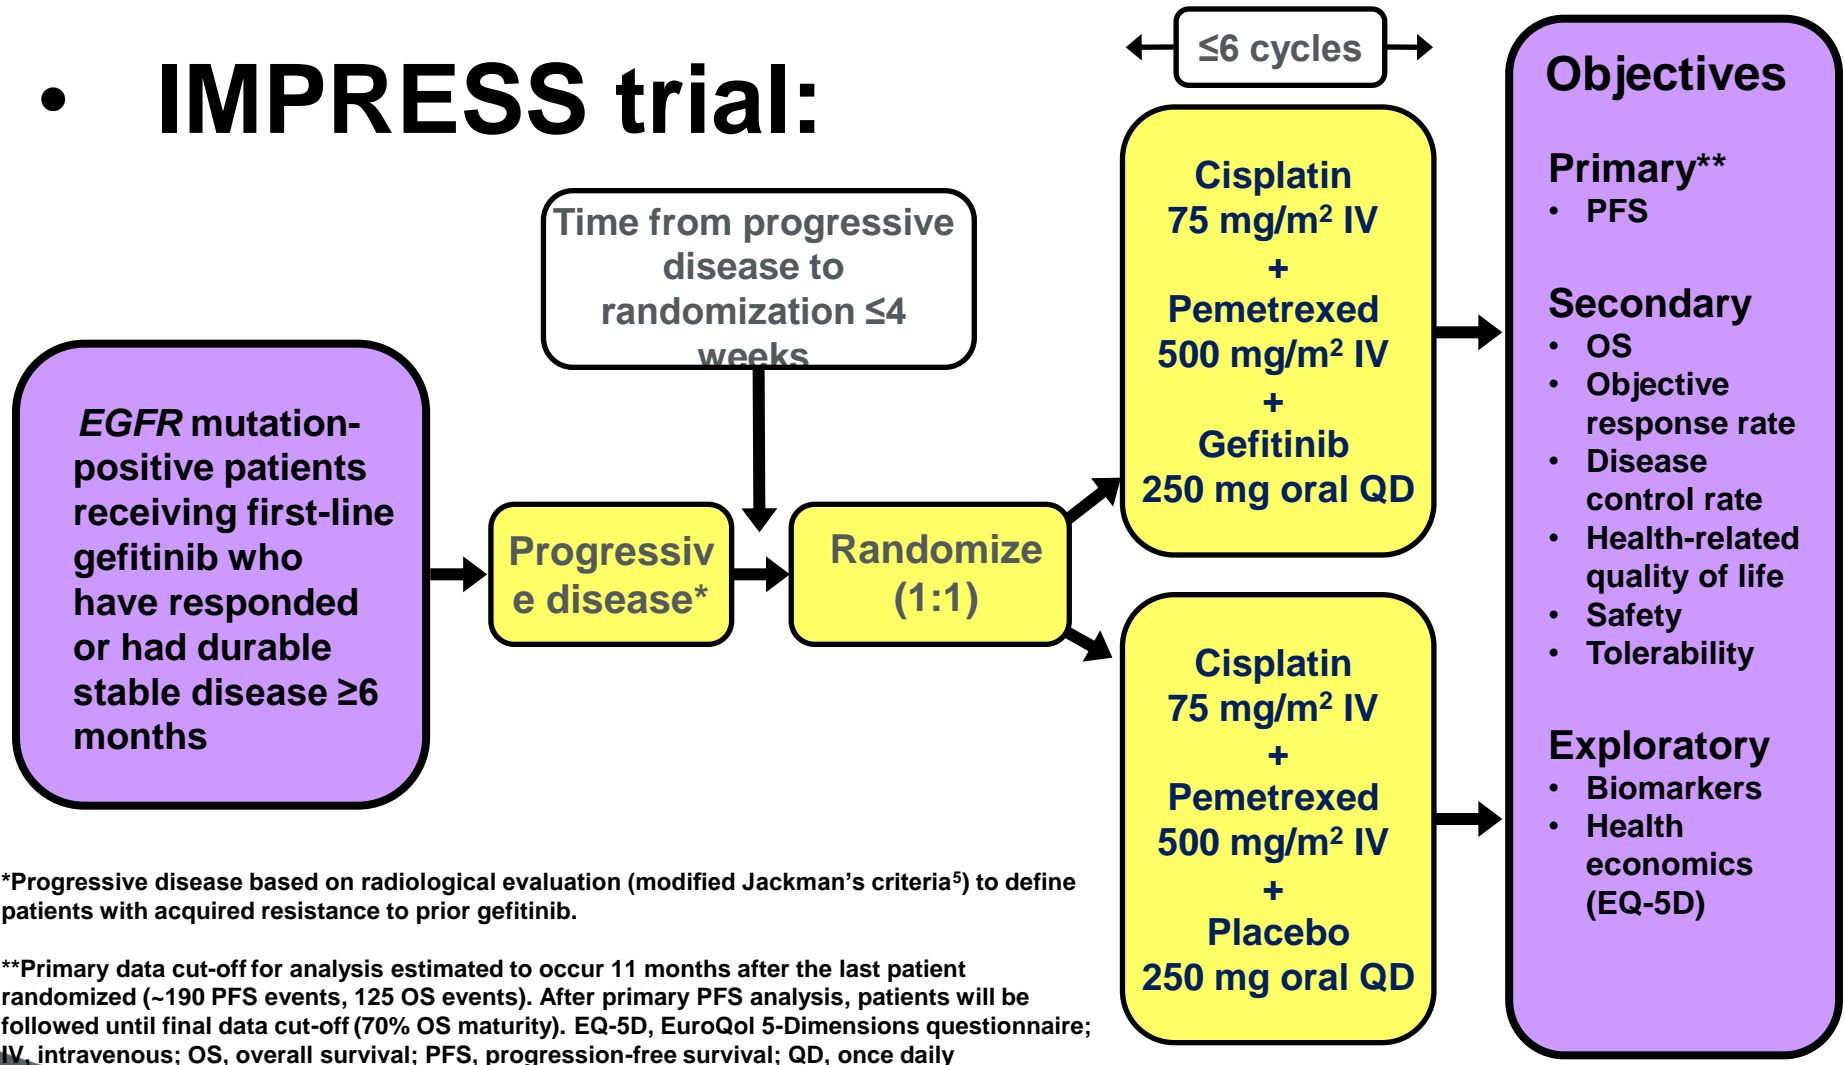 • IMPRESS trial:
EGFR mutation-
positive patients
receiving first-line
gefitinib who
have responded
or had durable
stable disease ≥6
months
Time from progressive
disease to
randomization ≤4
weeks
Progressiv
e disease*
Randomize
(1:1)
≤6 cycles
Cisplatin
75 mg/m² IV
+
Pemetrexed
500 mg/m² IV
+
Gefitinib
250 mg oral QD
Cisplatin
75 mg/m² IV
+
Pemetrexed
500 mg/m² IV
+
Placebo
250 mg oral QD
Objectives
Primary**
• PFS
Secondary
• OS
• Objective
response rate
• Disease
control rate
• Health-related
quality of life
• Safety
• Tolerability
Exploratory
• Biomarkers
• Health
economics
(EQ-5D)
*Progressive disease based on radiological evaluation (modified Jackman's criteria⁵) to define
patients with acquired resistance to prior gefitinib.
**Primary data cut-off for analysis estimated to occur 11 months after the last patient
randomized (~190 PFS events, 125 OS events). After primary PFS analysis, patients will be
followed until final data cut-off (70% OS maturity). EQ-5D, EuroQol 5-Dimensions questionnaire;
IV, intravenous; OS, overall survival; PFS, progression-free survival; QD, once daily